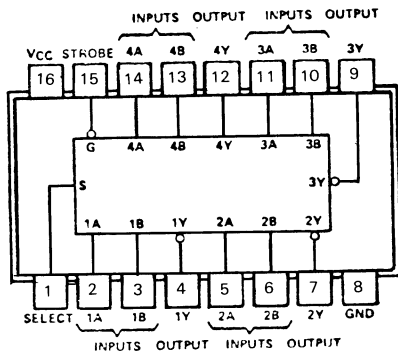 INPUTS OUTPUT INPUTS OUTPUT
VCC STROBE 4A 4B 4Y 3A 3B 3Y
16 15 14 13 12 11 10 9
G 4A 4B 4Y 3A 3B
S 3Y
1A 1B 1Y 2A 2B 2Y
1 2 3 4 5 6 7 8
SELECT 1A 1B 1Y 2A 2B 2Y GND
INPUTS OUTPUT INPUTS OUTPUT